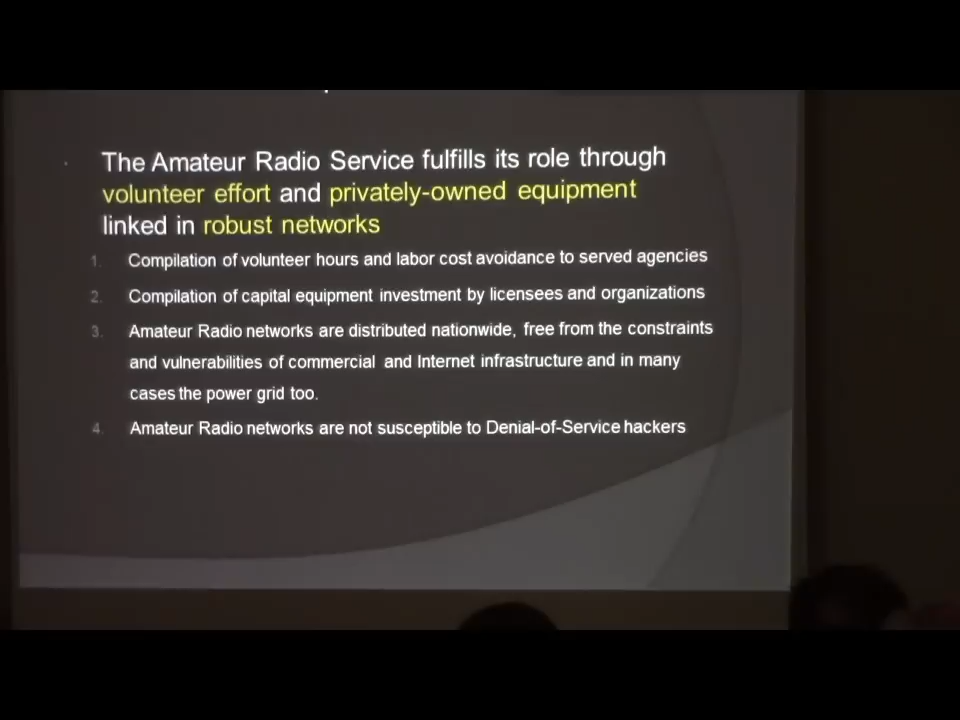 The Amateur Radio Service fulfills its role through
volunteer effort and privately-owned equipment
linked in robust networks
1. Compilation of volunteer hours and labor cost avoidance to served agencies
2. Compilation of capital equipment investment by licensees and organizations
3. Amateur Radio networks are distributed nationwide, free from the constraints
and vulnerabilities of commercial and Internet infrastructure and in many
cases the power grid too.
4. Amateur Radio networks are not susceptible to Denial-of-Service hackers